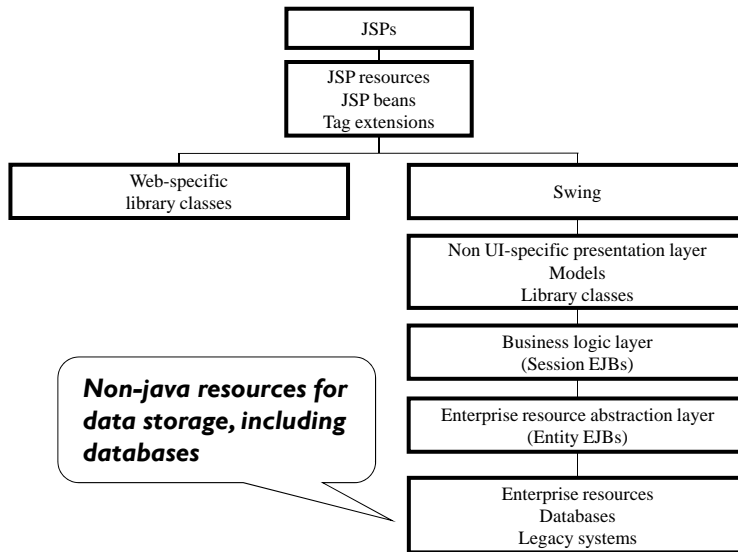 JSPs
JSP resources
JSP beans
Tag extensions
Web-specific
library classes
Swing
Non UI-specific presentation layer
Models
Library classes
Business logic layer
(Session EJBs)
Non-java resources for
data storage, including
databases
Enterprise resource abstraction layer
(Entity EJBs)
Enterprise resources
Databases
Legacy systems